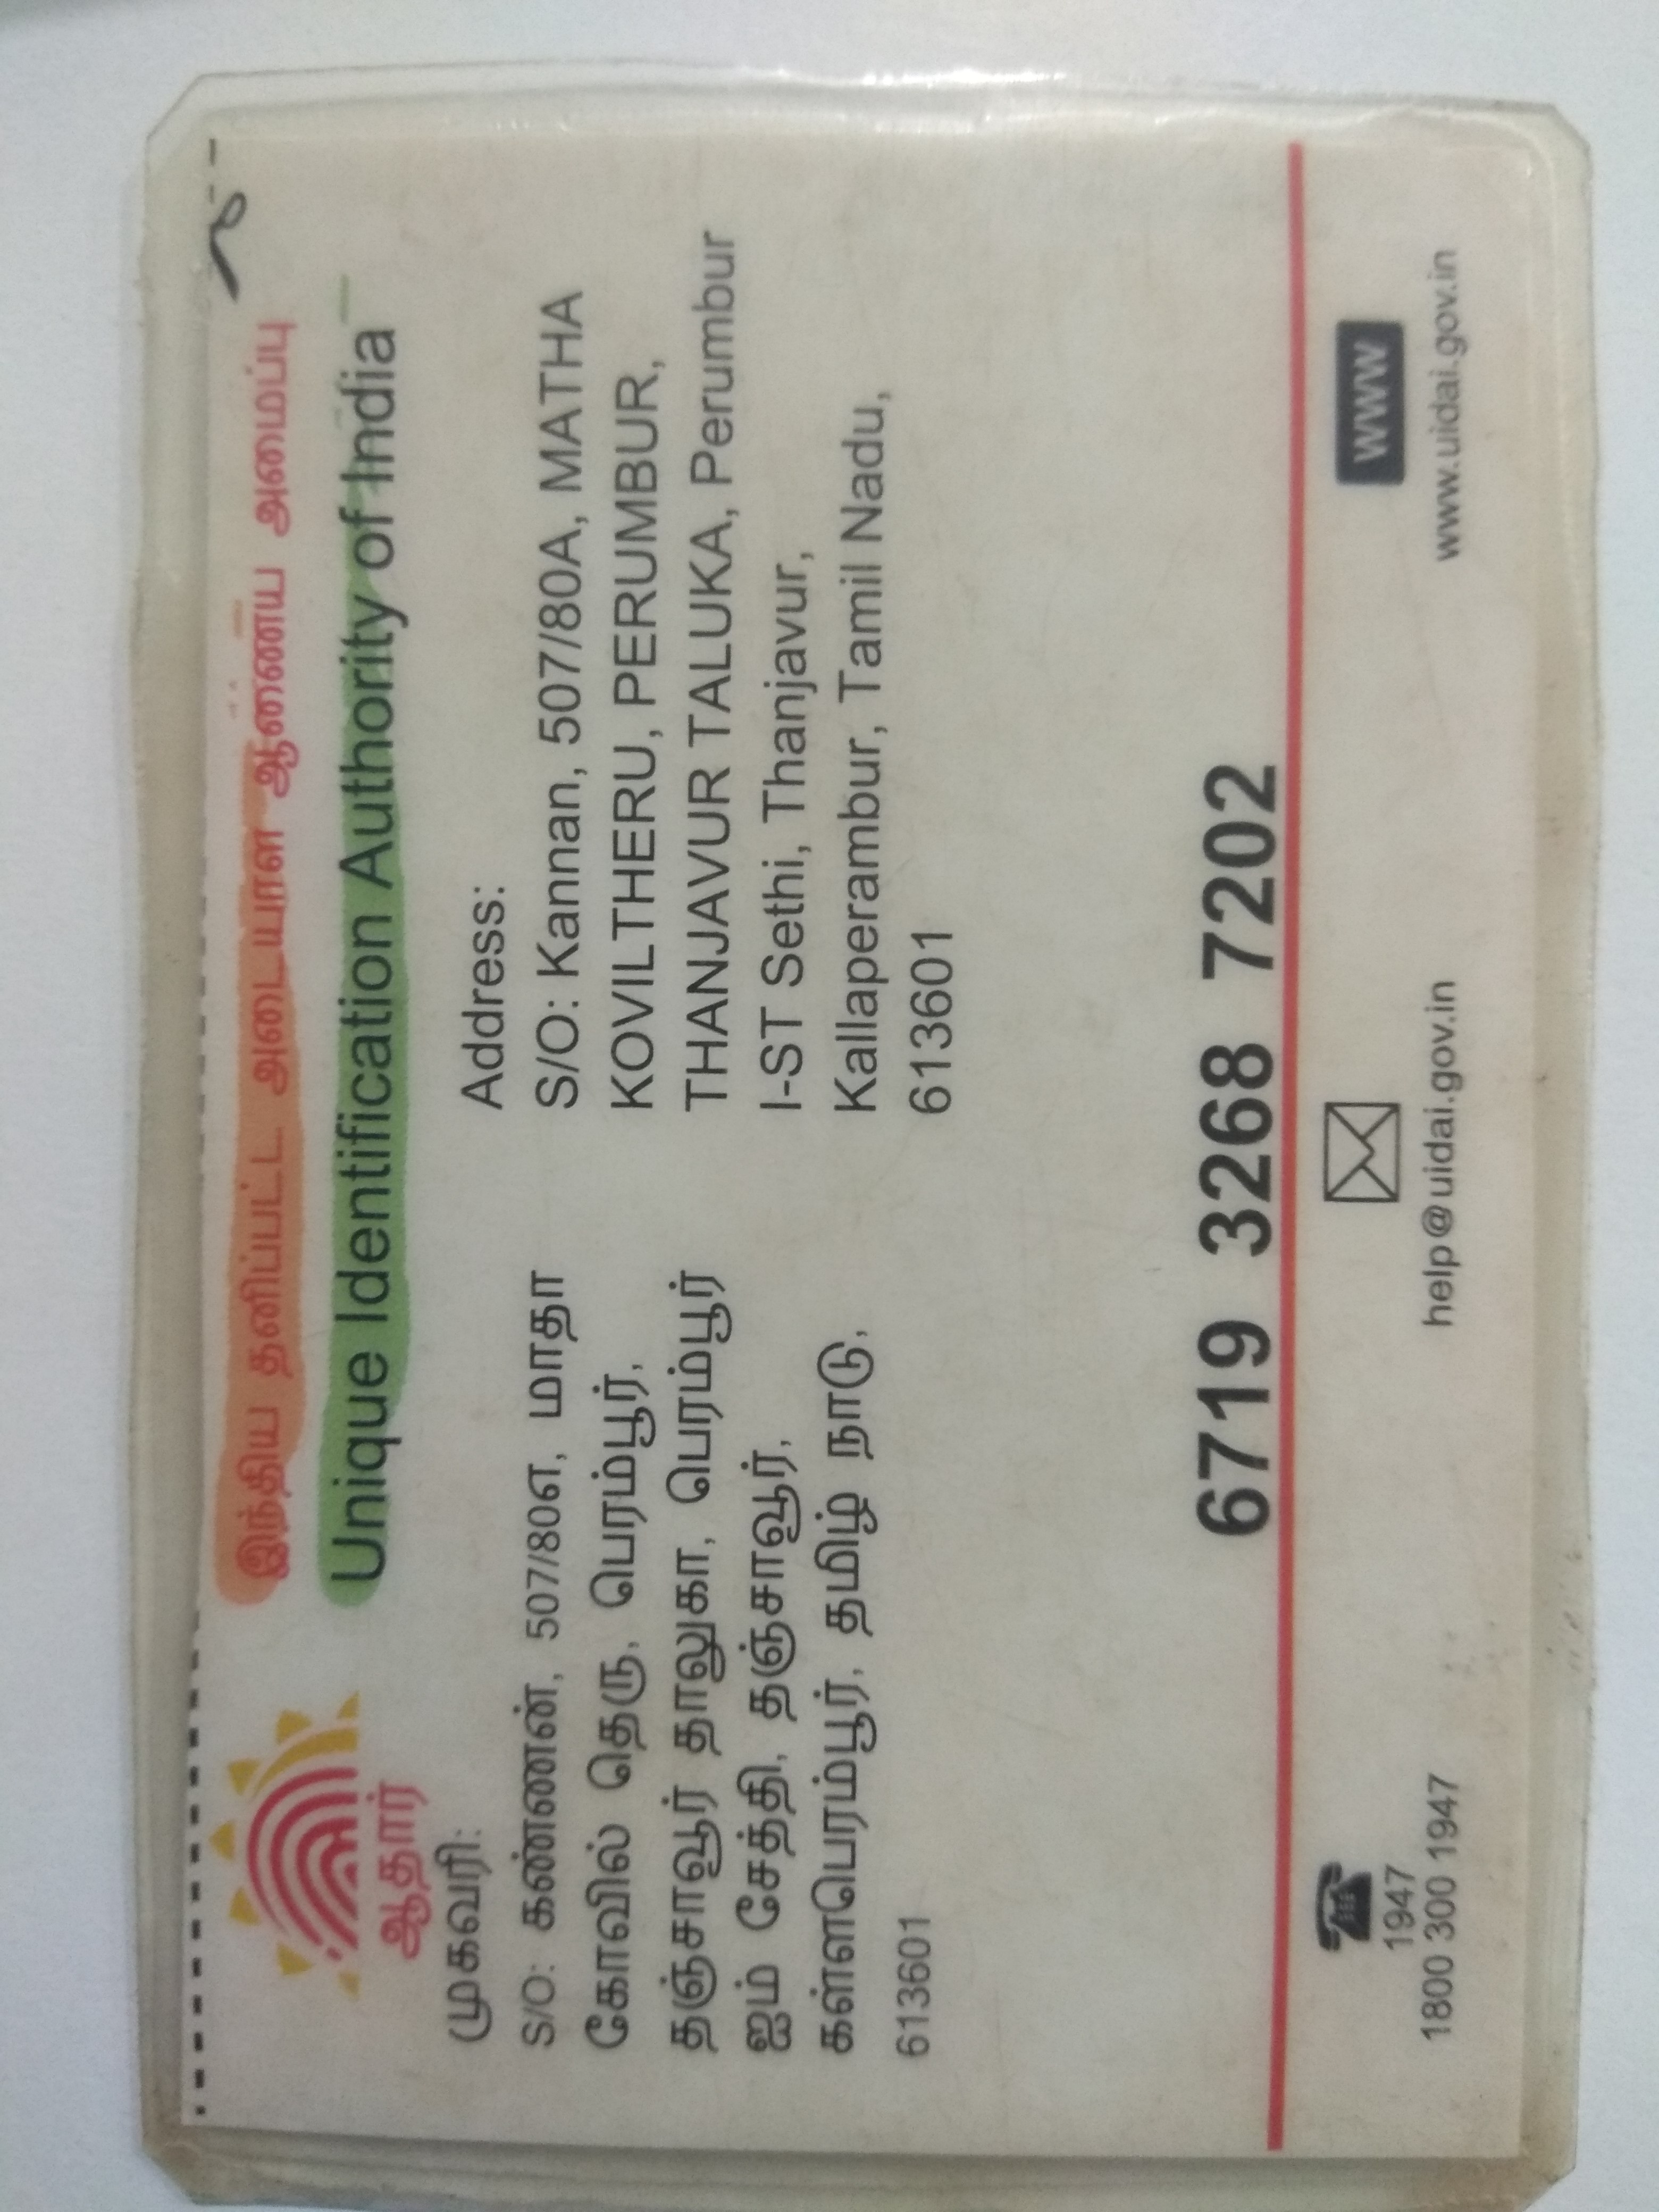 இந்திய தனிப்பட்ட அடையாள ஆணைய அமைப்பு
Unique Identification Authority of India
ஆதார்
முகவரி:
S/O: கண்ணன், 507/80எ, மாதா
கோவில் தெரு, பெரம்பூர்,
தஞ்சாவூர் தாலுகா, பெரம்பூர்
ஐம் சேத்தி, தஞ்சாவூர்,
கள்ளபெரம்பூர், தமிழ் நாடு,
613601
Address:
S/O: Kannan, 507/80A, MATHA
KOVILTHERU, PERUMBUR,
THANJAVUR TALUKA, Perumbur
I-ST Sethi, Thanjavur,
Kallaperambur, Tamil Nadu,
613601
6719 3268 7202
1947
1800 300 1947
help@uidai.gov.in
www
www.uidai.gov.in